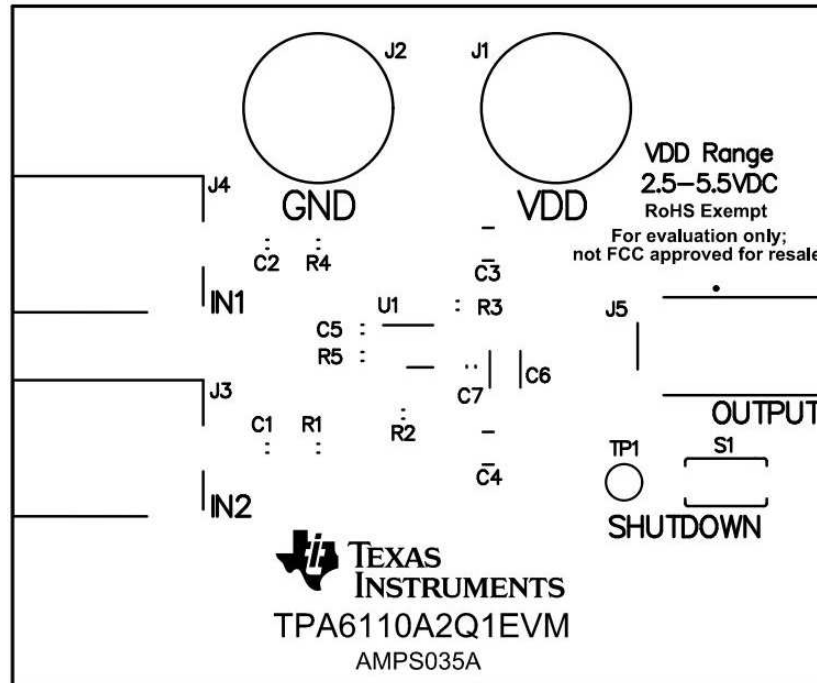 J2
J1
VDD Range
2.5–5.5VDC
RoHS Exempt
For evaluation only;
not FCC approved for resale
J4
GND
VDD
C2
R4
C3
IN1
U1
R3
J5
C5
R5
C7
C6
J3
C1
R1
R2
OUTPUT
TP1
S1
C4
IN2
SHUTDOWN
TEXAS
INSTRUMENTS
TPA6110A2Q1EVM
AMPS035A